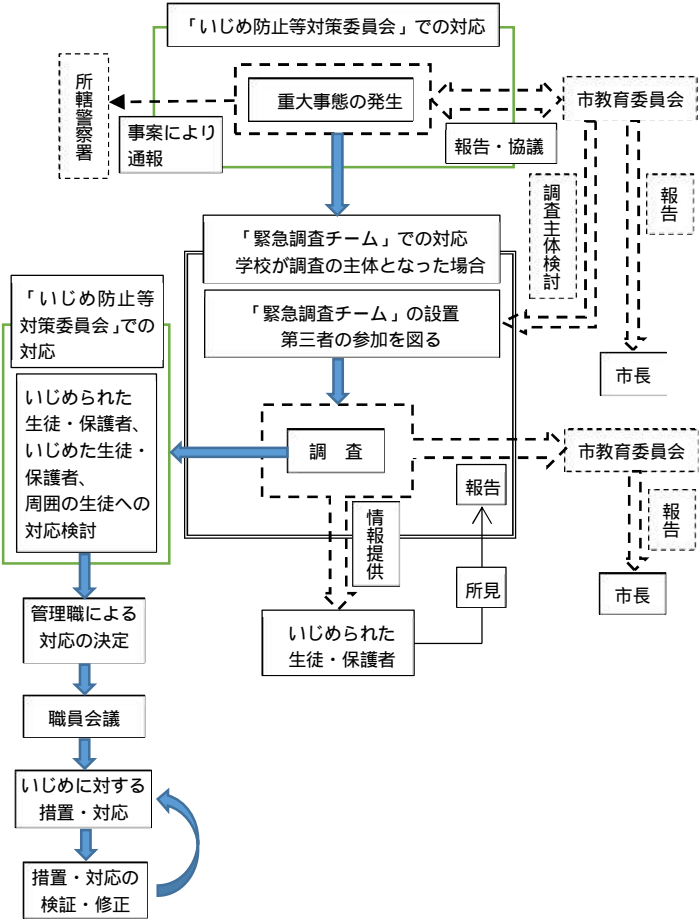 「いじめ防止等対策委員会」での対応
所轄警察署
重大事態の発生
市教育委員会
事案により
通報
報告・協議
調査主体検討
報告
「緊急調査チーム」での対応
学校が調査の主体となった場合
「緊急調査チーム」の設置
第三者の参加を図る
「いじめ防止等
対策委員会」での
対応
市長
いじめられた
生徒・保護者、
いじめた生徒・
保護者、
周囲の生徒への
対応検討
調　査
市教育委員会
報告
報告
情報提供
所見
市長
管理職による
対応の決定
いじめられた
生徒・保護者
職員会議
いじめに対する
措置・対応
措置・対応の
検証・修正